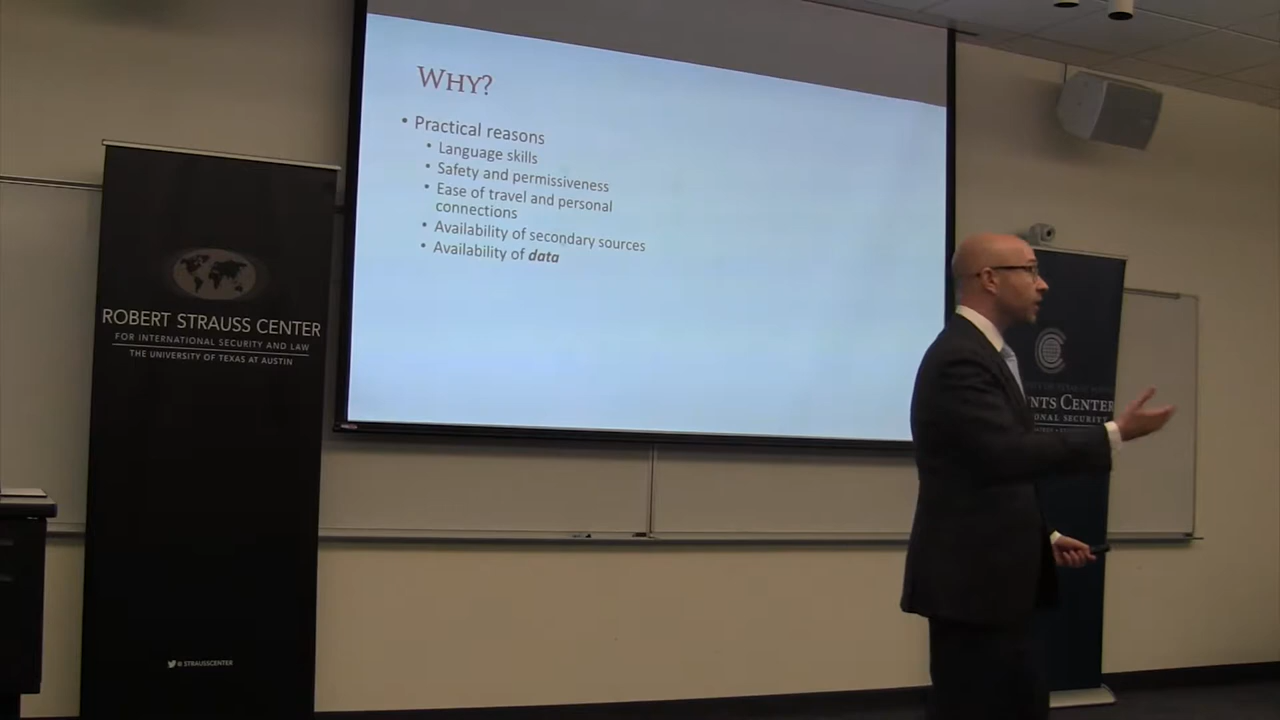 WHY?
• Practical reasons
• Language skills
• Safety and permissiveness
• Ease of travel and personal
connections
• Availability of secondary sources
• Availability of data
ROBERT STRAUSS CENTER
FOR INTERNATIONAL SECURITY AND LAW
THE UNIVERSITY OF TEXAS AT AUSTIN
@STRAUSSCENTER
NTS CENTER
ONAL SECURITY